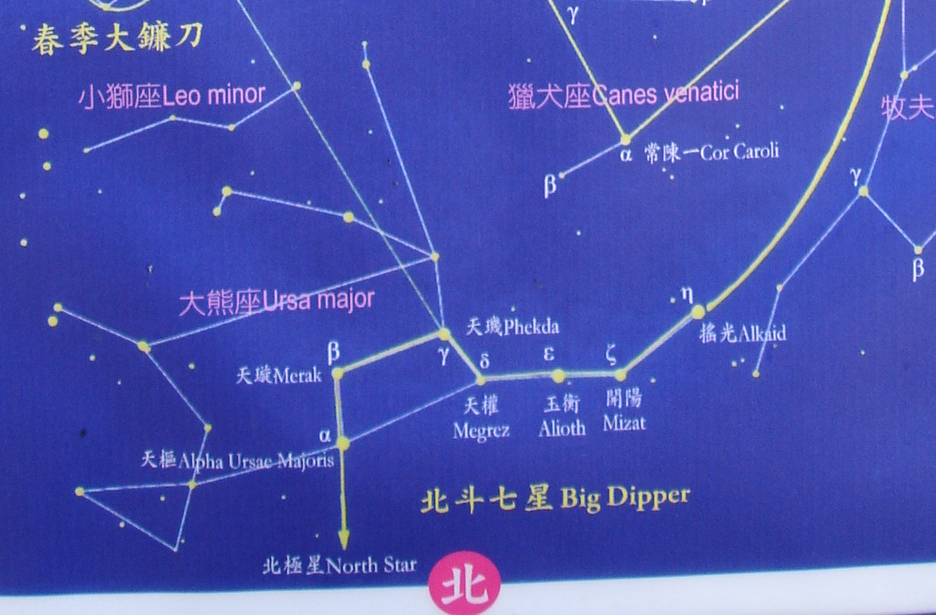 γ
春季大鐮刀
小獅座Leo minor
獵犬座Canes venatici
牧夫
α 常陳一Cor Caroli
β
γ
β
大熊座Ursa major
η
搖光Alkaid
天璣Phekda
β
γ
δ
ε
ζ
天璇Merak
天權
Megrez
玉衡
Alioth
開陽
Mizat
α
天樞Alpha Ursae Majoris
北斗七星 Big Dipper
北極星North Star
北